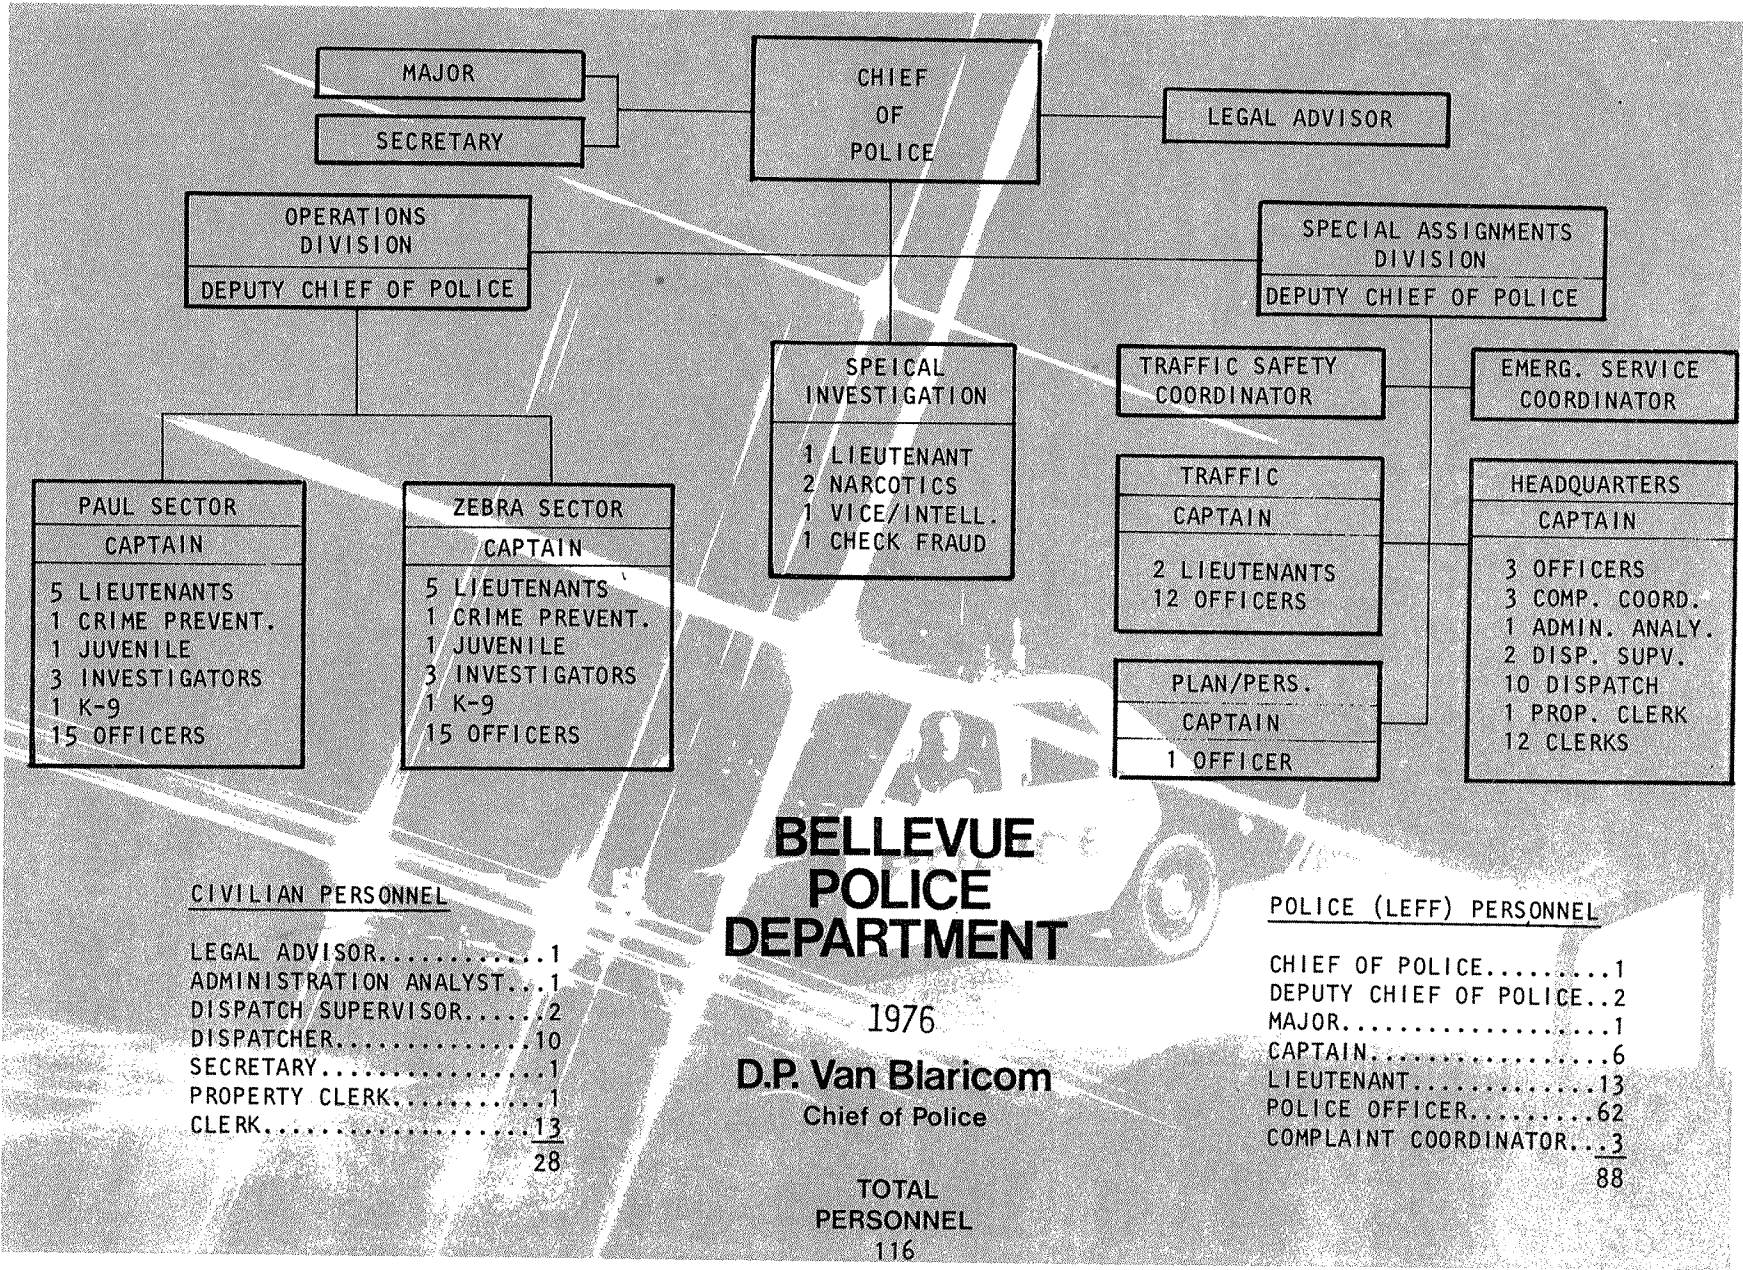 MAJOR
SECRETARY
CHIEF
OF
POLICE
LEGAL ADVISOR
OPERATIONS
DIVISION
DEPUTY CHIEF OF POLICE
SPECIAL ASSIGNMENTS
DIVISION
DEPUTY CHIEF OF POLICE
SPEICAL
INVESTIGATION
1 LIEUTENANT
2 NARCOTICS
1 VICE/INTELL.
1 CHECK FRAUD
TRAFFIC SAFETY
COORDINATOR
EMERG. SERVICE
COORDINATOR
PAUL SECTOR
CAPTAIN
5 LIEUTENANTS
1 CRIME PREVENT.
1 JUVENILE
3 INVESTIGATORS
1 K-9
15 OFFICERS
ZEBRA SECTOR
CAPTAIN
5 LIEUTENANTS
1 CRIME PREVENT.
1 JUVENILE
3 INVESTIGATORS
1 K-9
15 OFFICERS
TRAFFIC
CAPTAIN
2 LIEUTENANTS
12 OFFICERS
HEADQUARTERS
CAPTAIN
3 OFFICERS
3 COMP. COORD.
1 ADMIN. ANALY.
2 DISP. SUPV.
10 DISPATCH
1 PROP. CLERK
12 CLERKS
PLAN/PERS.
CAPTAIN
1 OFFICER
BELLEVUE
POLICE
DEPARTMENT
1976
D.P. Van Blaricom
Chief of Police
TOTAL
PERSONNEL
116
CIVILIAN PERSONNEL
LEGAL ADVISOR............1
ADMINISTRATION ANALYST...1
DISPATCH SUPERVISOR......2
DISPATCHER..............10
SECRETARY................1
PROPERTY CLERK...........1
CLERK...................13
28
POLICE (LEFF) PERSONNEL
CHIEF OF POLICE.........1
DEPUTY CHIEF OF POLICE..2
MAJOR...................1
CAPTAIN.................6
LIEUTENANT.............13
POLICE OFFICER.........62
COMPLAINT COORDINATOR...3
88